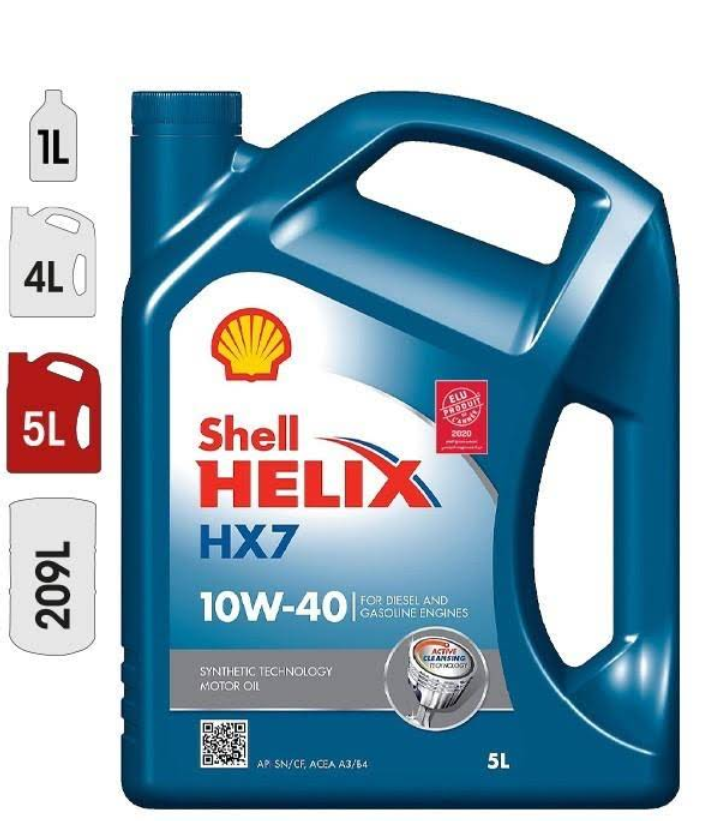 1L
4L
5L
209L
Shell
HELIX
HX7
10W-40
FOR DIESEL AND
GASOLINE ENGINES
ELU
PRODUIT
DE
L'ANNÉE
2020
ACTIVE
CLEANSING
TECHNOLOGY
SYNTHETIC TECHNOLOGY
MOTOR OIL
API SN/CF, ACEA A3/B4
5L